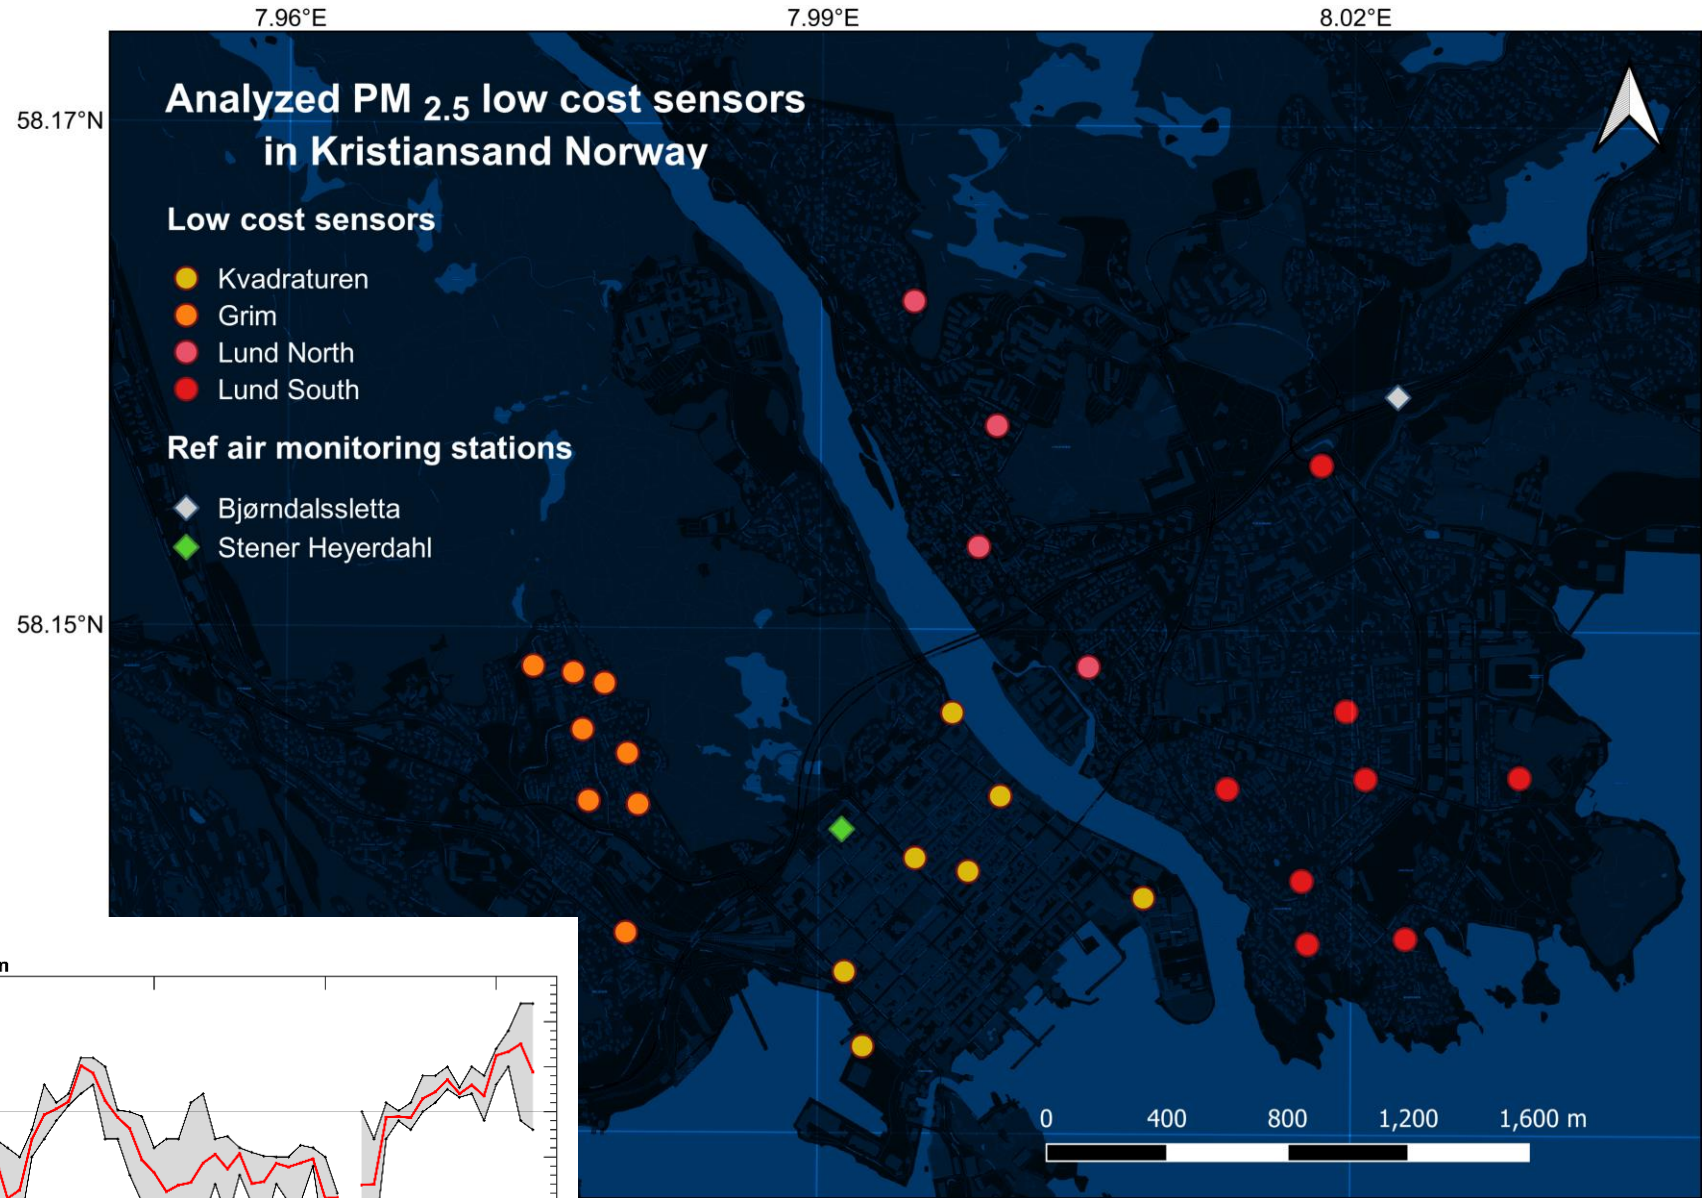 7.96°E 7.99°E 8.02°E
58.17°N
Analyzed PM 2.5 low cost sensors
in Kristiansand Norway
Low cost sensors
Kvadraturen
Grim
Lund North
Lund South
Ref air monitoring stations
Bjørndalssletta
Stener Heyerdahl
58.15°N
m
0 400 800 1,200 1,600 m